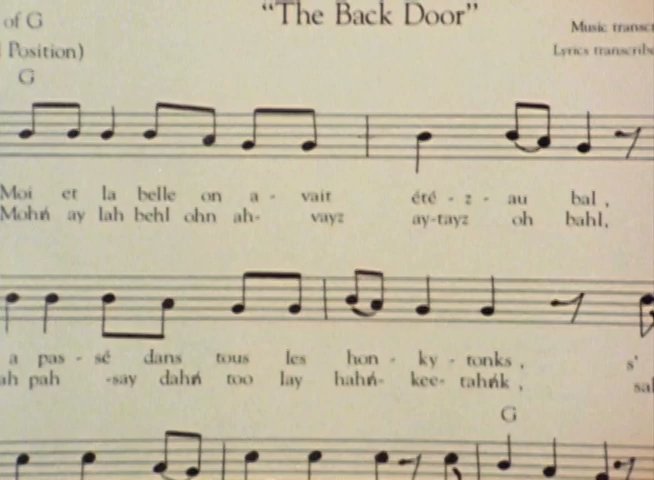 of G
"The Back Door"
Music
Position)
Lyrics
G
Moi et la belle on a - vait été - z - au bal ,
Mohń ay lah behl ohn ah- vayz ay-tayz oh bahl,
a pas - sé dans tous les hon - ky - tonks , s'
ah pah -say dahń too lay hahń- kee- tahńk ,
G